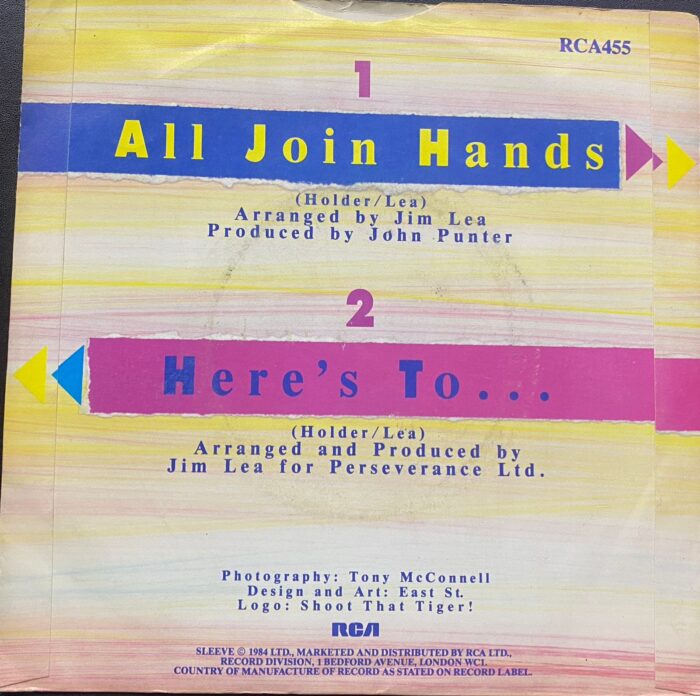 RCA455
1
All Join Hands
(Holder/Lea)
Arranged by Jim Lea
Produced by John Punter
2
Here's To...
(Holder/Lea)
Arranged and Produced by
Jim Lea for Perseverance Ltd.
Photography: Tony McConnell
Design and Art: East St.
Logo: Shoot That Tiger!
RCA
SLEEVE © 1984 LTD., MARKETED AND DISTRIBUTED BY RCA LTD.,
RECORD DIVISION, 1 BEDFORD AVENUE, LONDON WC1.
COUNTRY OF MANUFACTURE OF RECORD AS STATED ON RECORD LABEL.